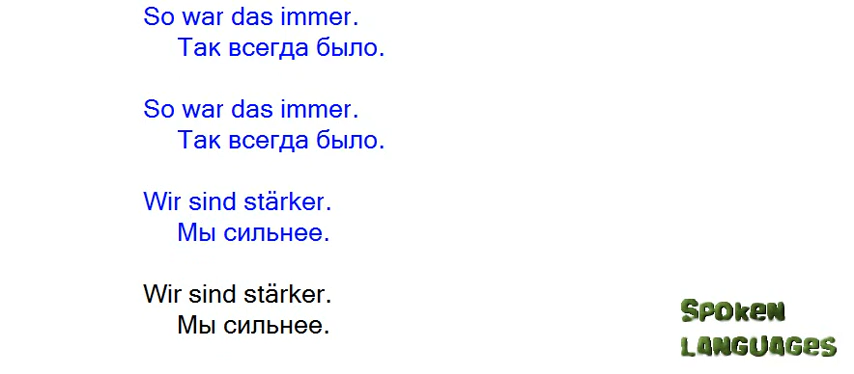 So war das immer.
Так всегда было.
So war das immer.
Так всегда было.
Wir sind stärker.
Мы сильнее.
Wir sind stärker.
Мы сильнее.
Spoken
Languages